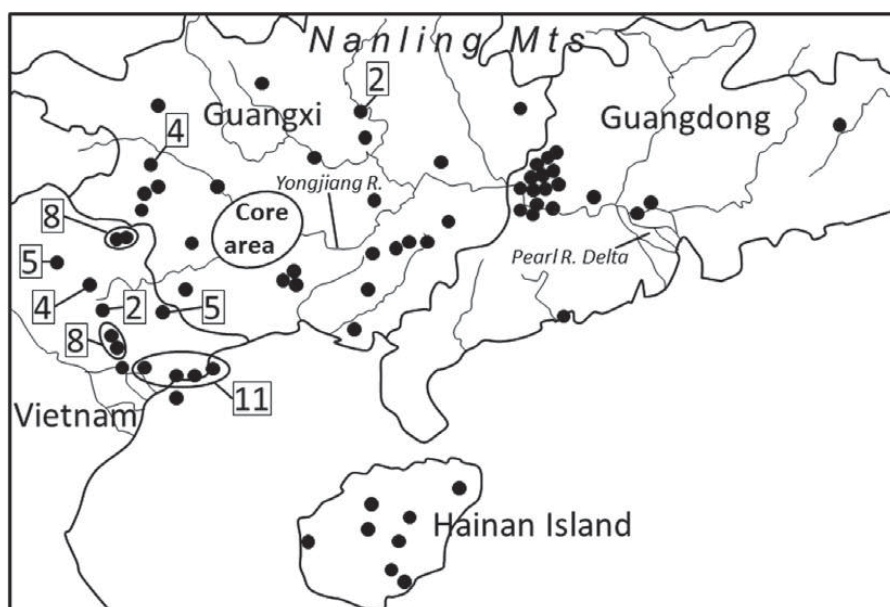 Nanling Mts
2
Guangxi
Guangdong
4
Yongjiang R.
Core
area
8
5
Pearl R. Delta
4
2
5
8
11
Vietnam
Hainan Island